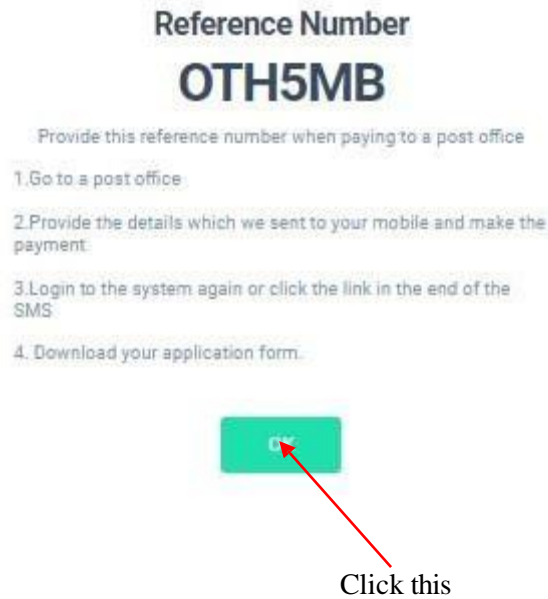 Reference Number
OTH5MB
Provide this reference number when paying to a post office
1.Go to a post office
2.Provide the details which we sent to your mobile and make the
payment
3.Login to the system again or click the link in the end of the
SMS
4. Download your application form.
OK
Click this